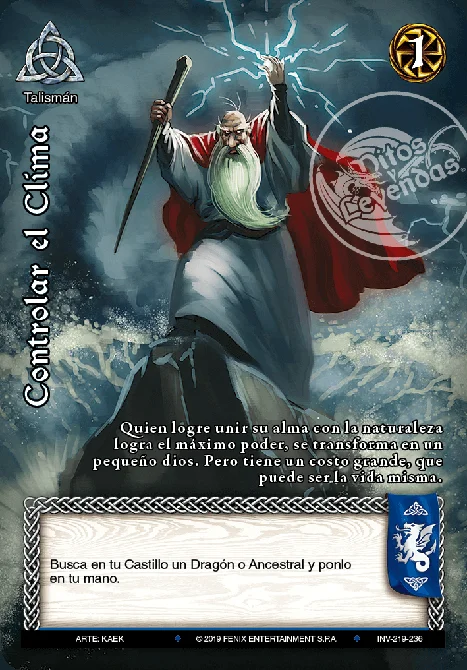 1
Talismán
Mitos
y
Leyendas
Controlar el Clima
Quien logre unir su alma con la naturaleza
logra el máximo poder, se transforma en un
pequeño dios. Pero tiene un costo grande, que
puede ser la vida misma.
Busca en tu Castillo un Dragón o Ancestral y ponlo
en tu mano.
ARTE: KAEK © 2019 FENIX ENTERTAINMENT S.P.A INV-219-236